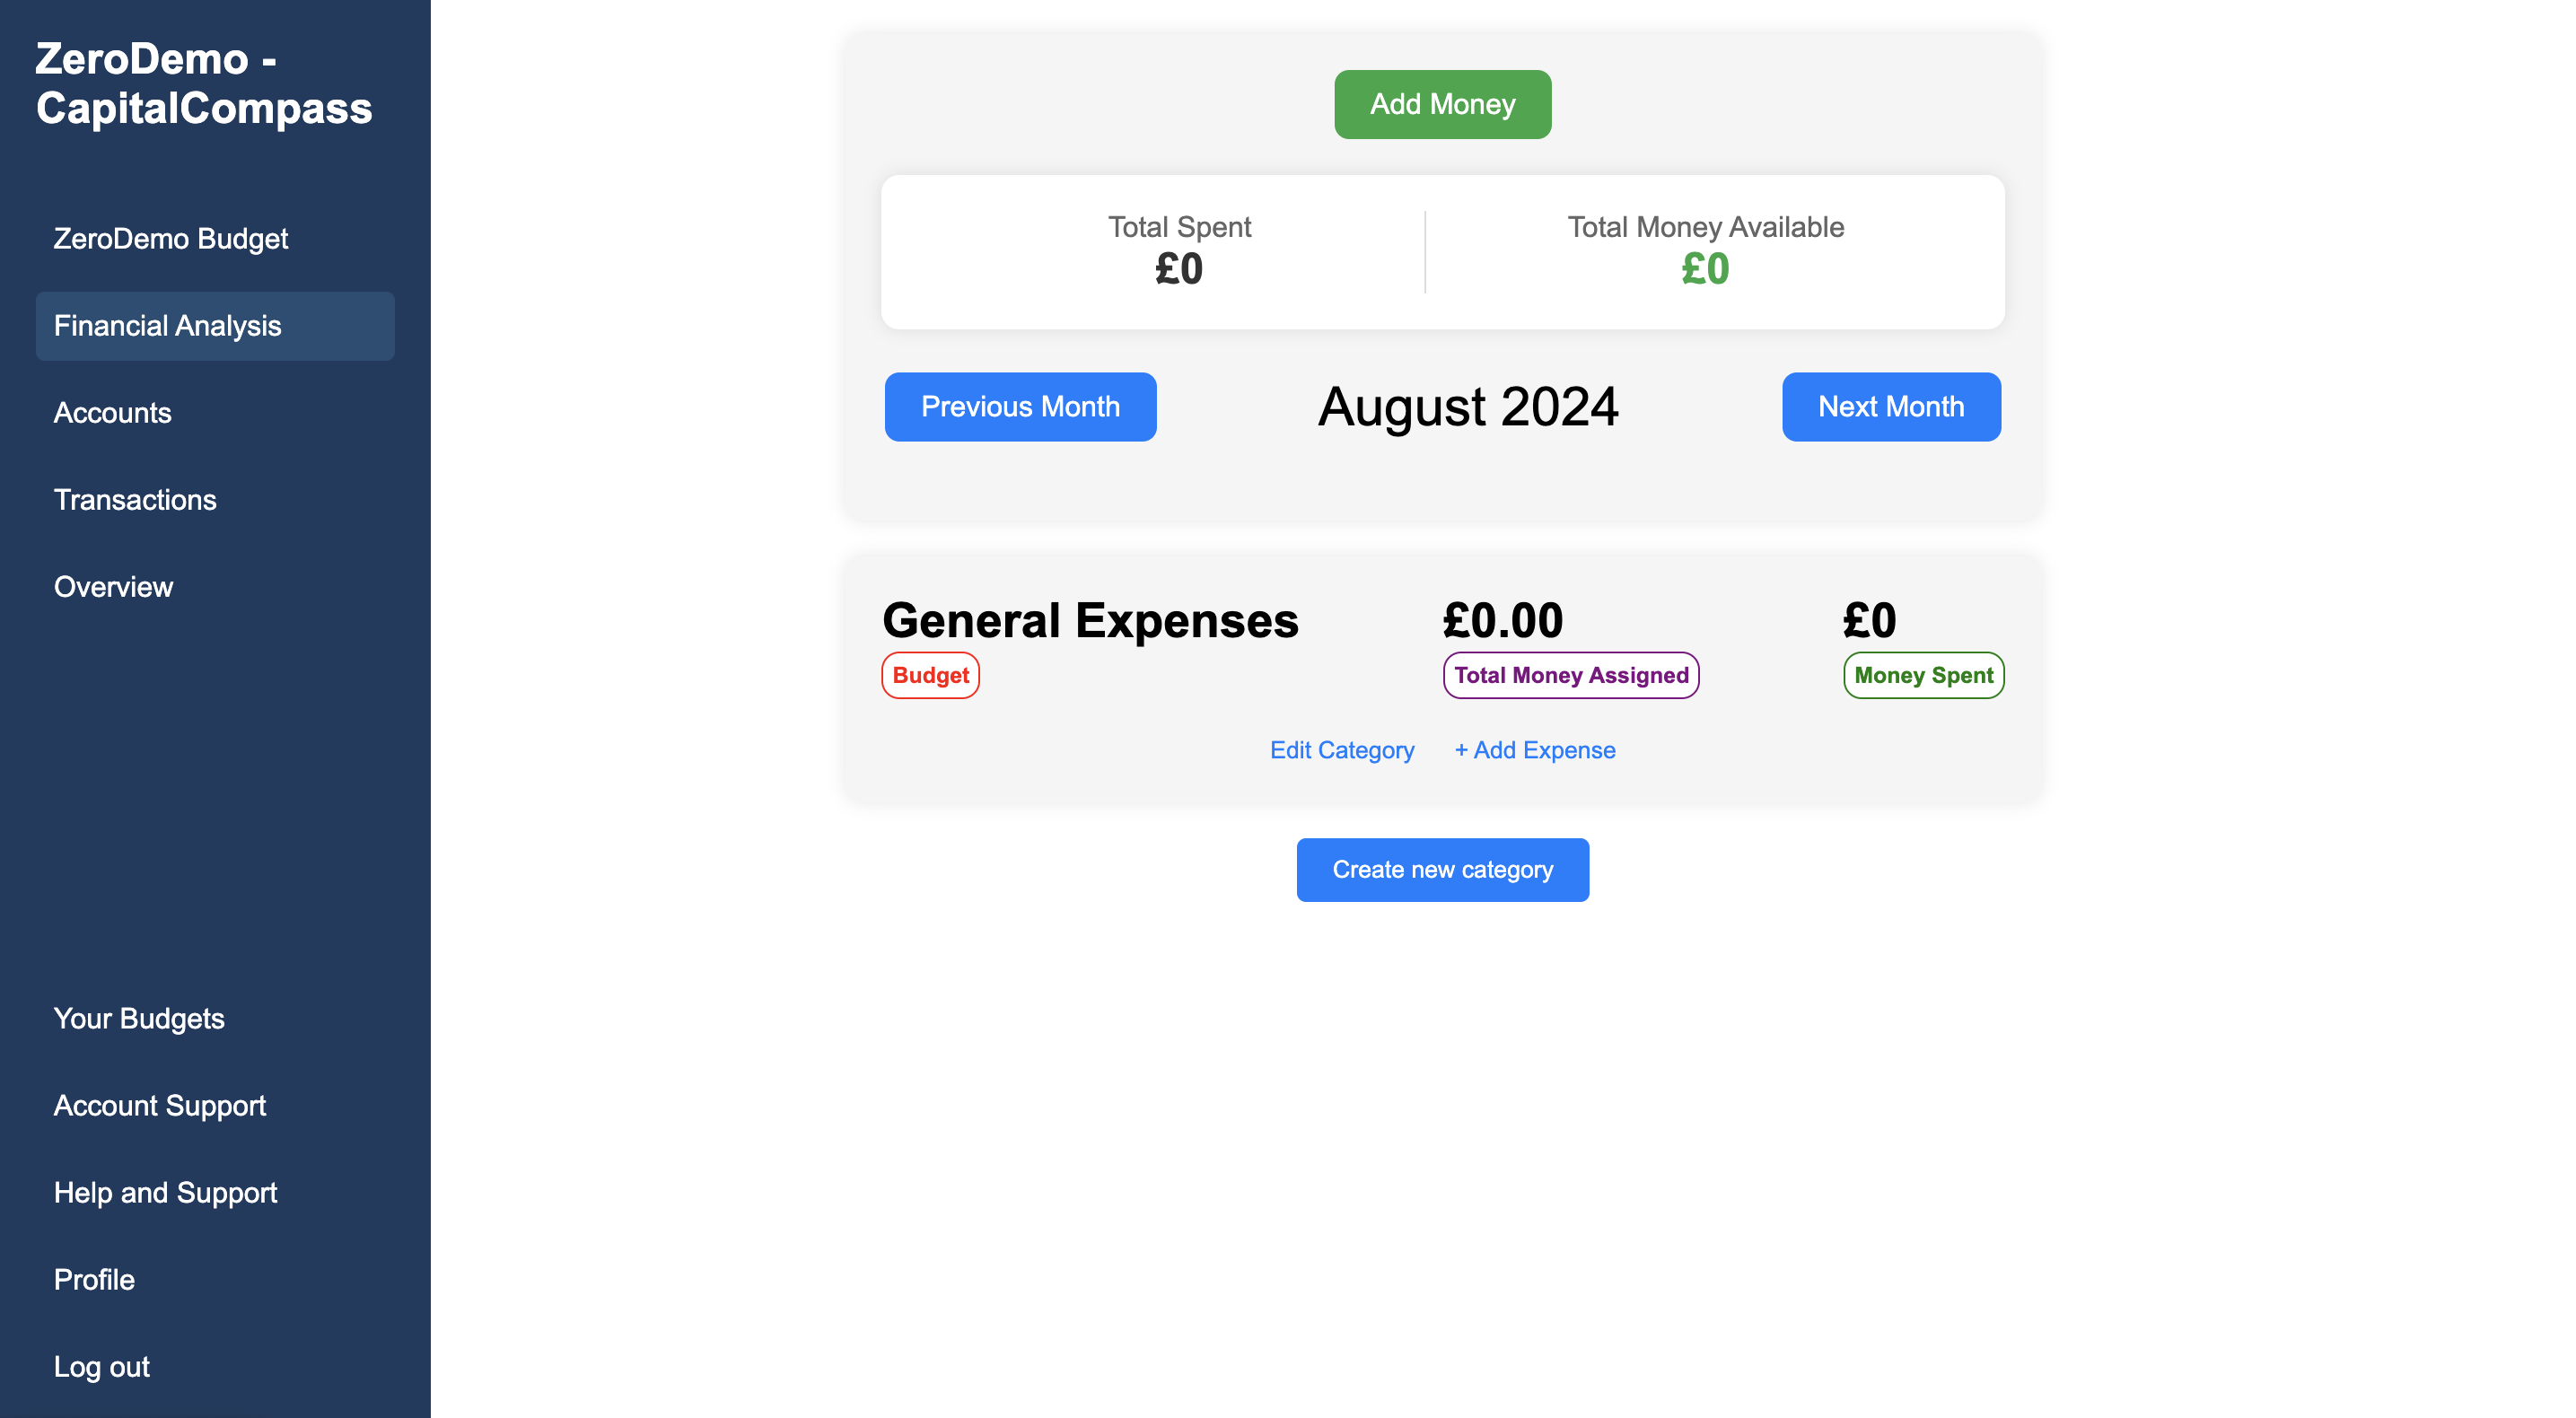 ZeroDemo -
CapitalCompass
ZeroDemo Budget
Financial Analysis
Accounts
Transactions
Overview
Your Budgets
Account Support
Help and Support
Profile
Log out
Add Money
Total Spent
£0
Total Money Available
£0
Previous Month
August 2024
Next Month
General Expenses
Budget
£0.00
Total Money Assigned
£0
Money Spent
Edit Category
+ Add Expense
Create new category